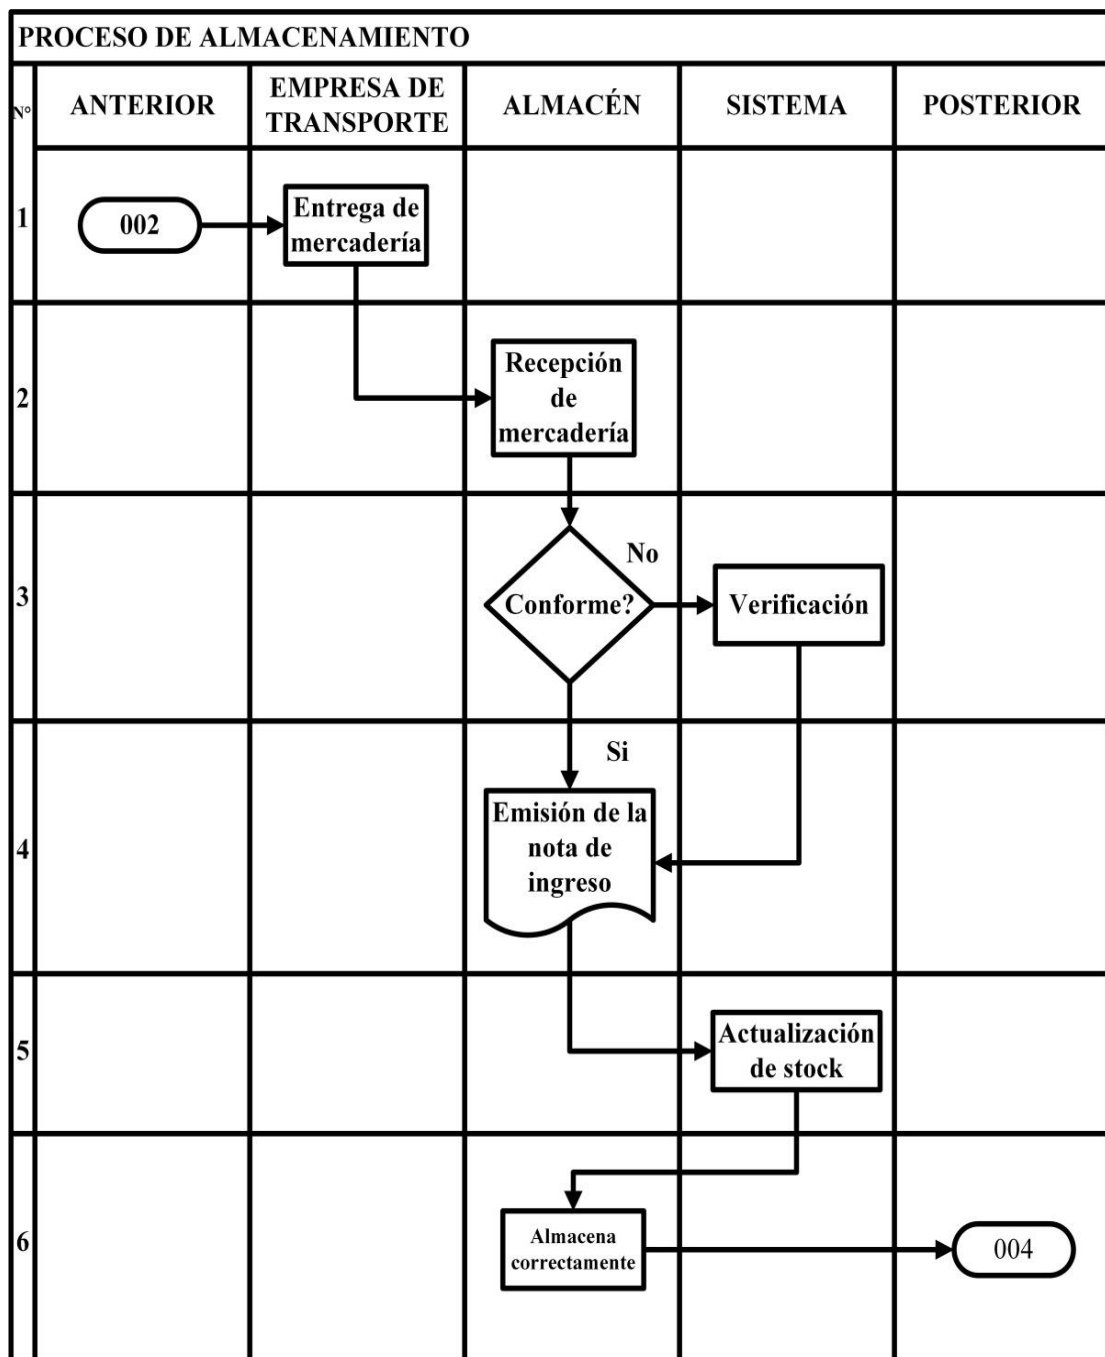 PROCESO DE ALMACENAMIENTO
N°
ANTERIOR
EMPRESA DE
TRANSPORTE
ALMACÉN
SISTEMA
POSTERIOR
1
002
Entrega de
mercadería
2
Recepción
de
mercadería
3
Conforme?
No
Verificación
4
Si
Emisión de la
nota de
ingreso
5
Actualización
de stock
6
Almacena
correctamente
004